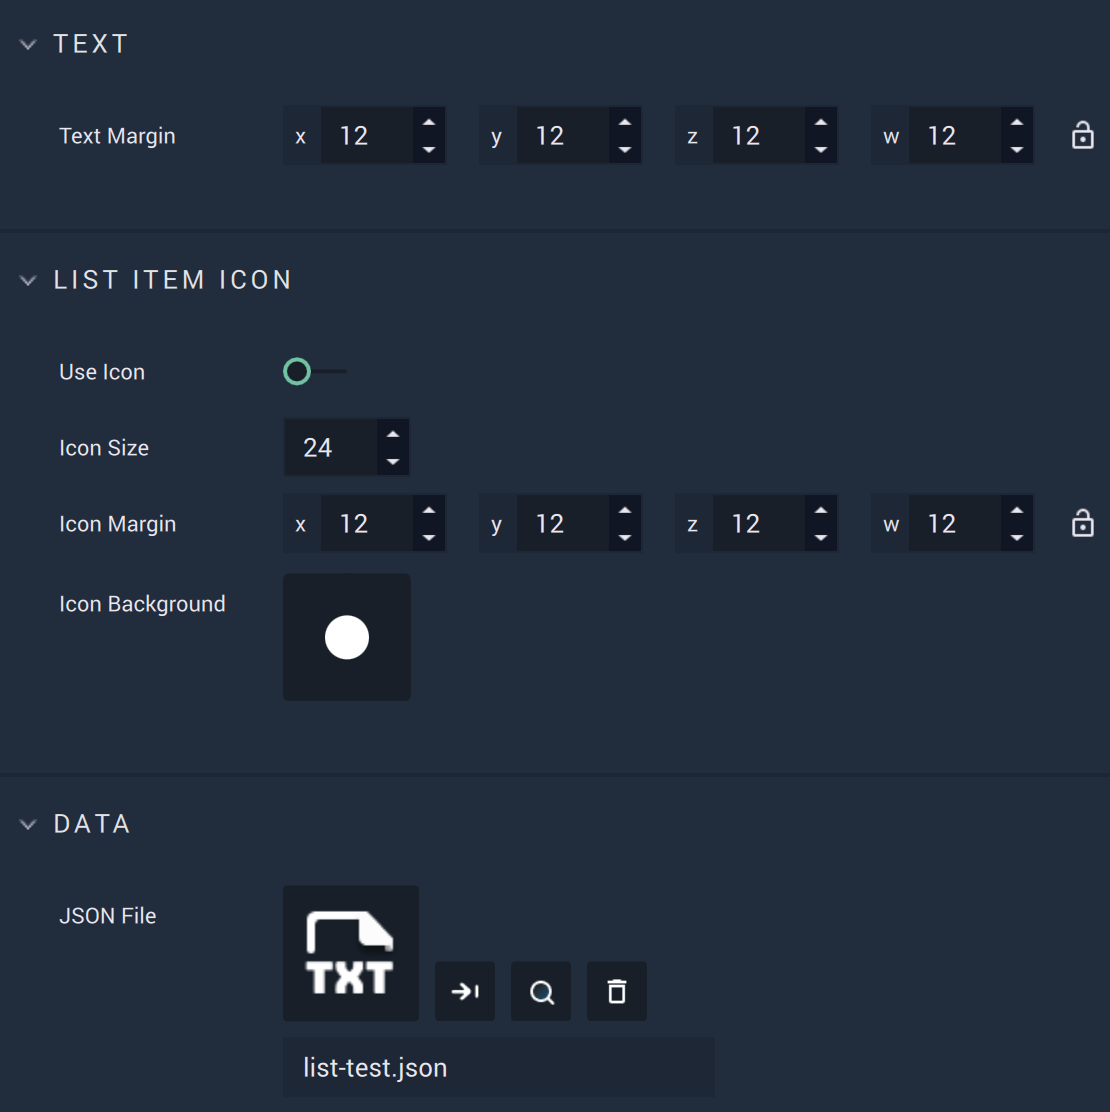 TEXT
Text Margin x 12 y 12 z 12 w 12
LIST ITEM ICON
Use Icon
Icon Size 24
Icon Margin x 12 y 12 z 12 w 12
Icon Background
DATA
JSON File
TXT
list-test.json